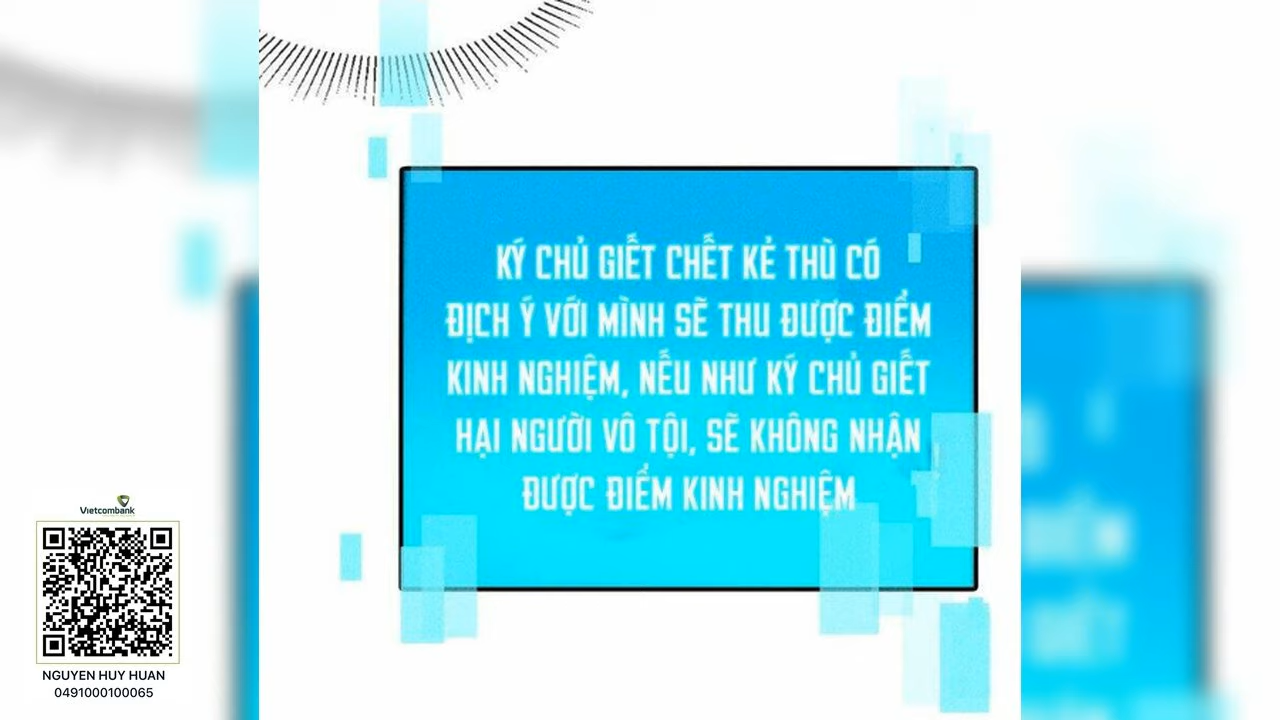 KÝ CHỦ GIẾT CHẾT KẺ THÙ CÓ
ĐỊCH Ý VỚI MÌNH SẼ THU ĐƯỢC ĐIỂM
KINH NGHIỆM, NẾU NHƯ KÝ CHỦ GIẾT
HẠI NGƯỜI VÔ TỘI, SẼ KHÔNG NHẬN
ĐƯỢC ĐIỂM KINH NGHIỆM
Vietcombank
NGUYEN HUY HUAN
0491000100065